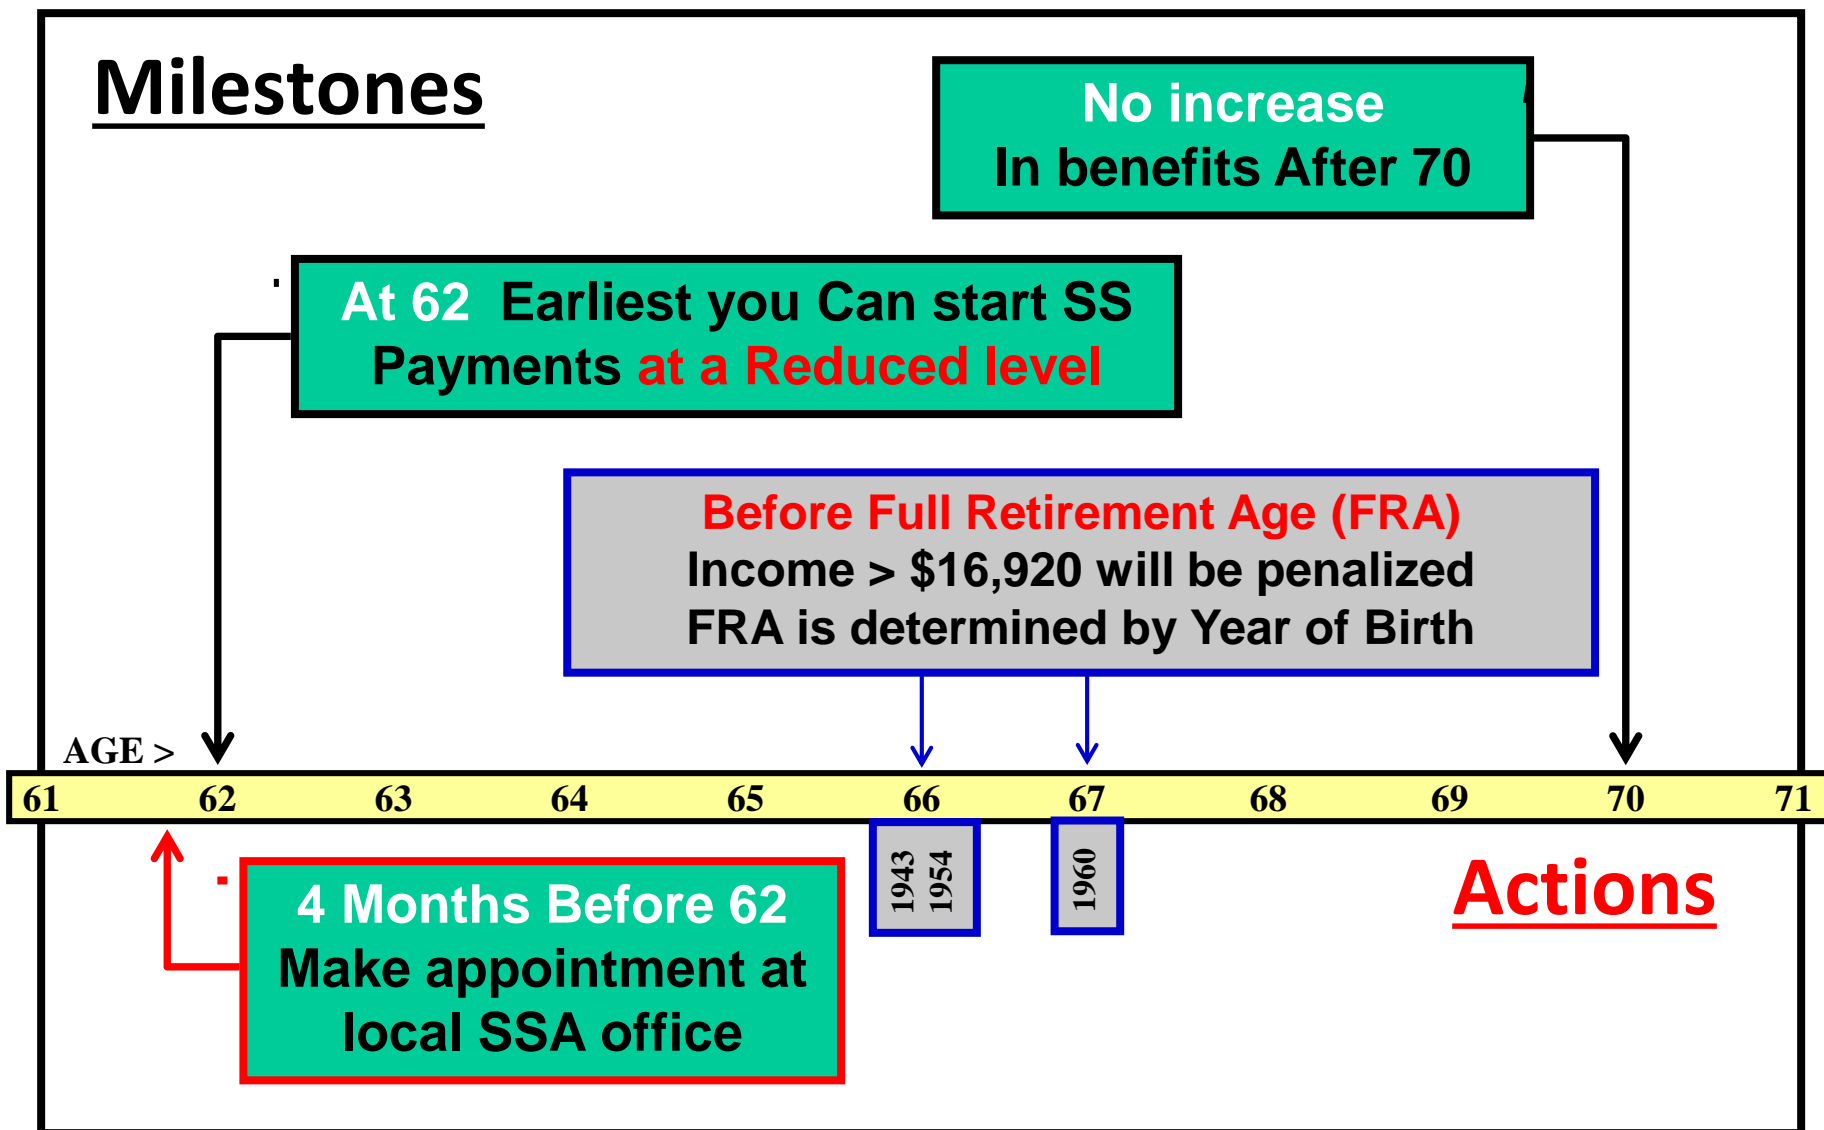 Milestones
No increase
In benefits After 70
At 62 Earliest you Can start SS
Payments at a Reduced level
Before Full Retirement Age (FRA)
Income > $16,920 will be penalized
FRA is determined by Year of Birth
AGE >
61 62 63 64 65 66 67 68 69 70 71
1943
1954
1960
Actions
4 Months Before 62
Make appointment at
local SSA office